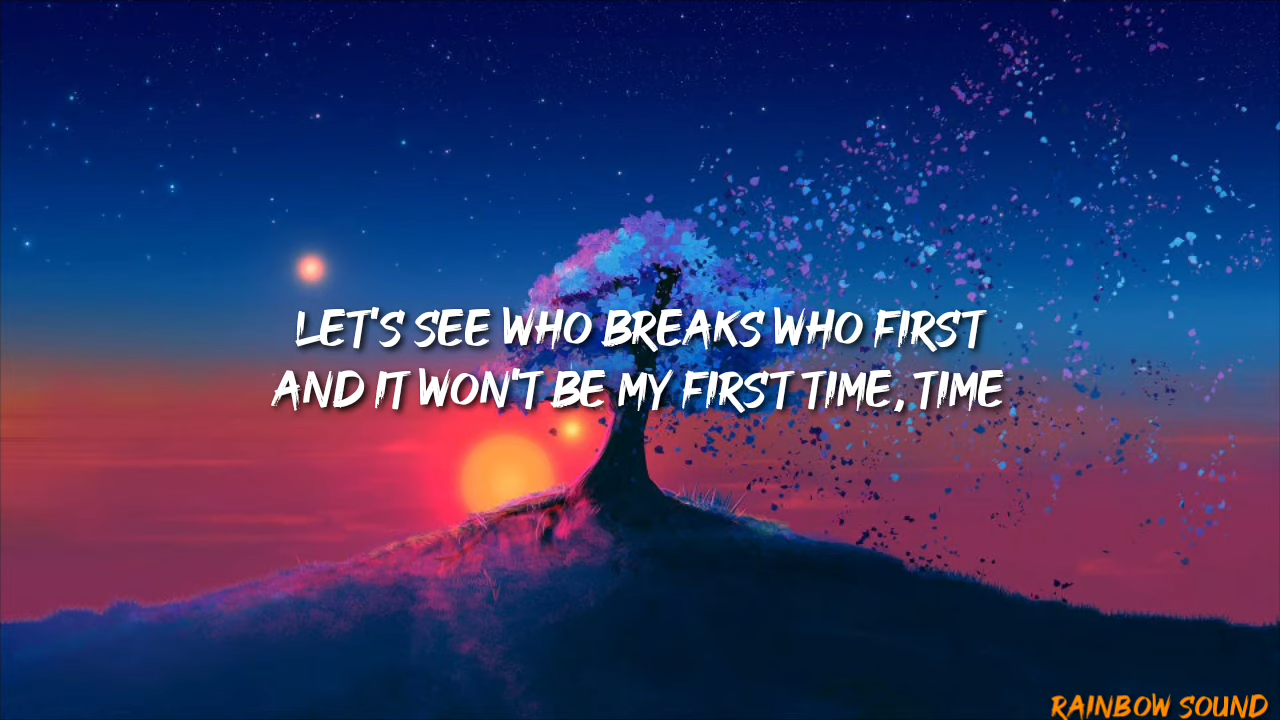 LET'S SEE WHO BREAKS WHO FIRST
AND IT WON'T BE MY FIRST TIME, TIME
RAINBOW SOUND